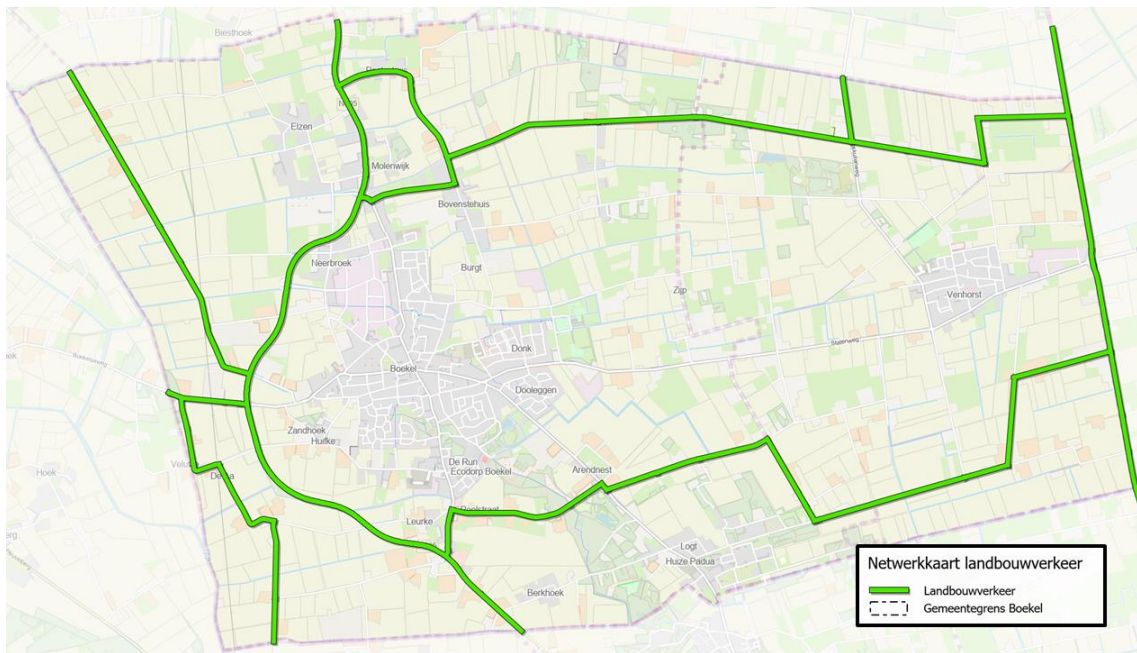 Biesthoek
Elzen
Molenwijk
Bovenstehuis
Neerbroek
Burgt
Zijp
Venhorst
Donk
Statenweg
Boekel
Dooleggen
Zandhoek
Huifke
De Run
Ecodorp Boekel
Arendnest
Hoek
Leurke
Logt
Huize Padua
Berkhoek
Netwerkkaart landbouwverkeer
Landbouwverkeer
Gemeentegrens Boekel